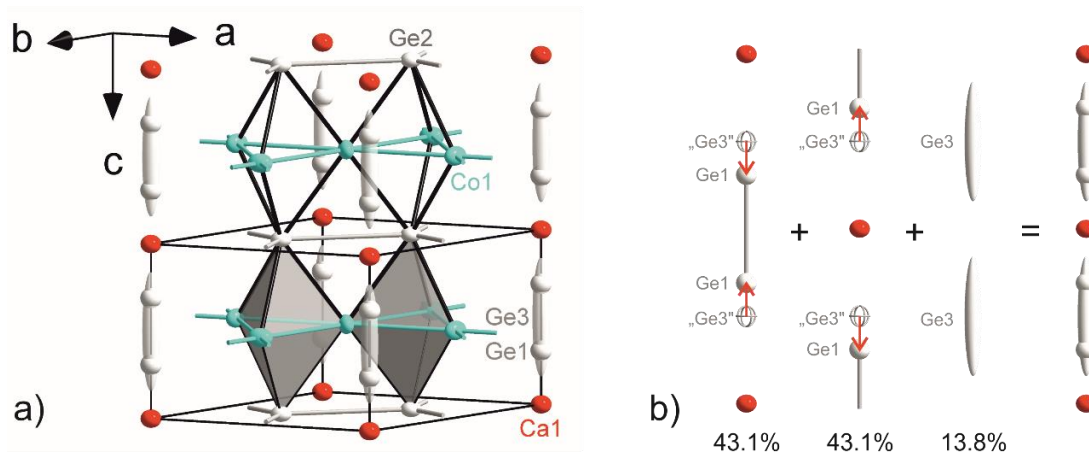 b
a
c
Ge2
Co1
Ge3
Ge1
Ca1
a)
Ge1
„Ge3"
„Ge3"
Ge1
Ge3
+
+
=
Ge1
„Ge3"
„Ge3"
Ge1
Ge3
b)
43.1%
43.1%
13.8%